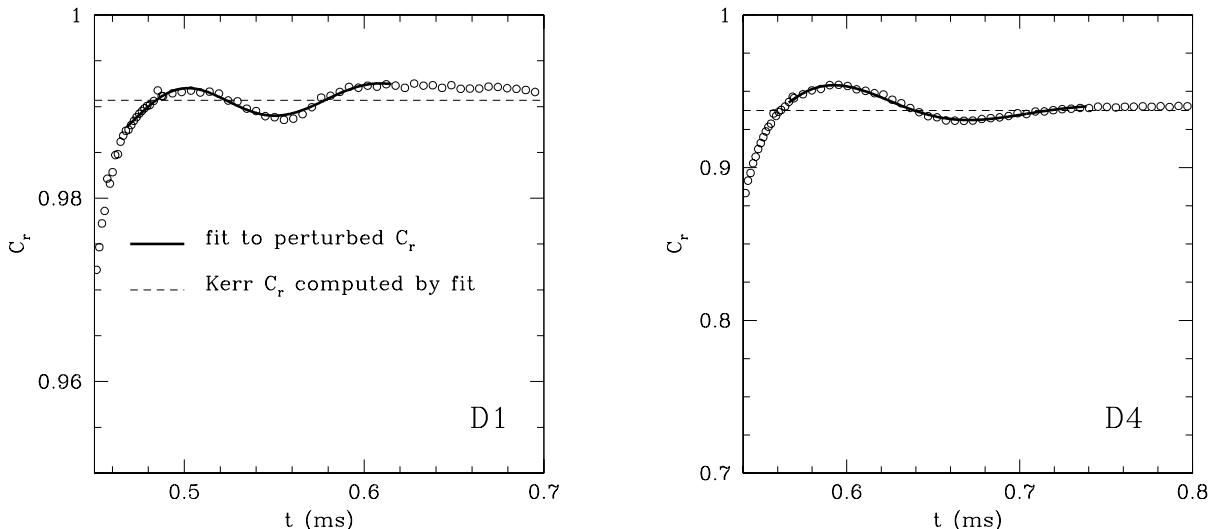 1
0.98
0.96
C_r
fit to perturbed C_r
Kerr C_r computed by fit
D1
0.5
0.6
0.7
t (ms)
1
0.9
0.8
0.7
C_r
D4
0.6
0.7
0.8
t (ms)